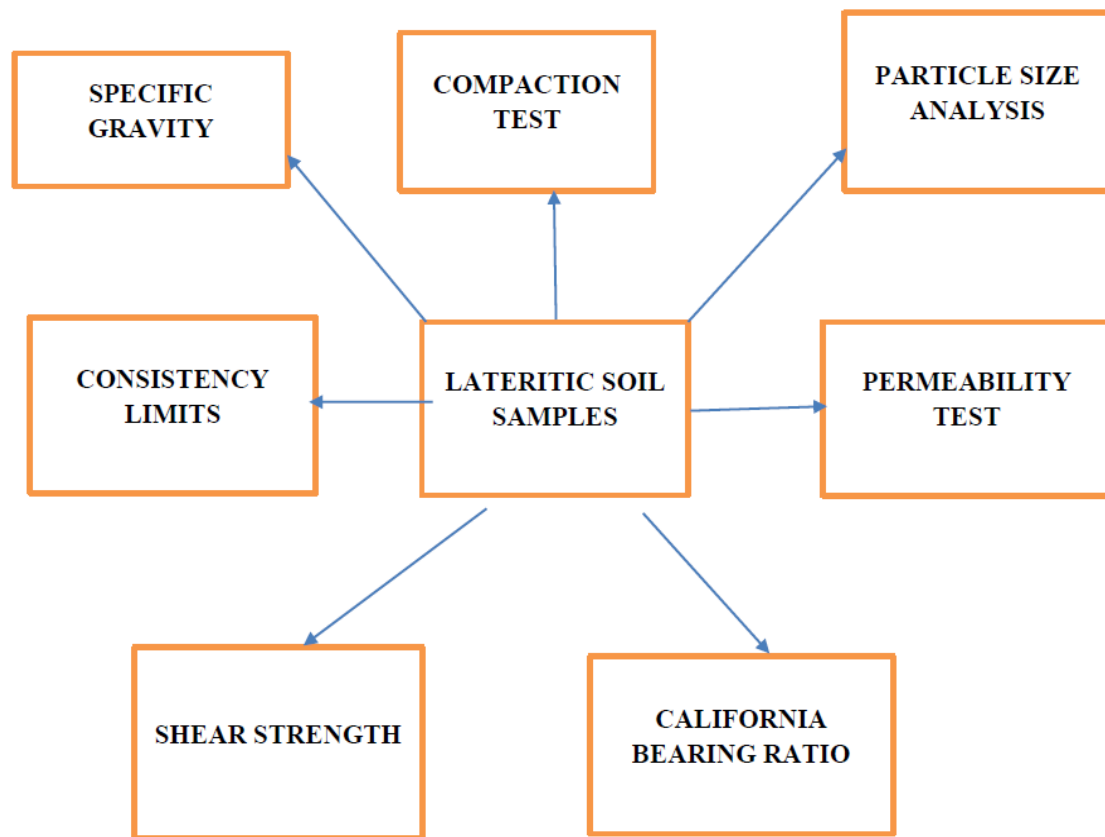 SPECIFIC
GRAVITY
COMPACTION
TEST
PARTICLE SIZE
ANALYSIS
CONSISTENCY
LIMITS
LATERITIC SOIL
SAMPLES
PERMEABILITY
TEST
SHEAR STRENGTH
CALIFORNIA
BEARING RATIO